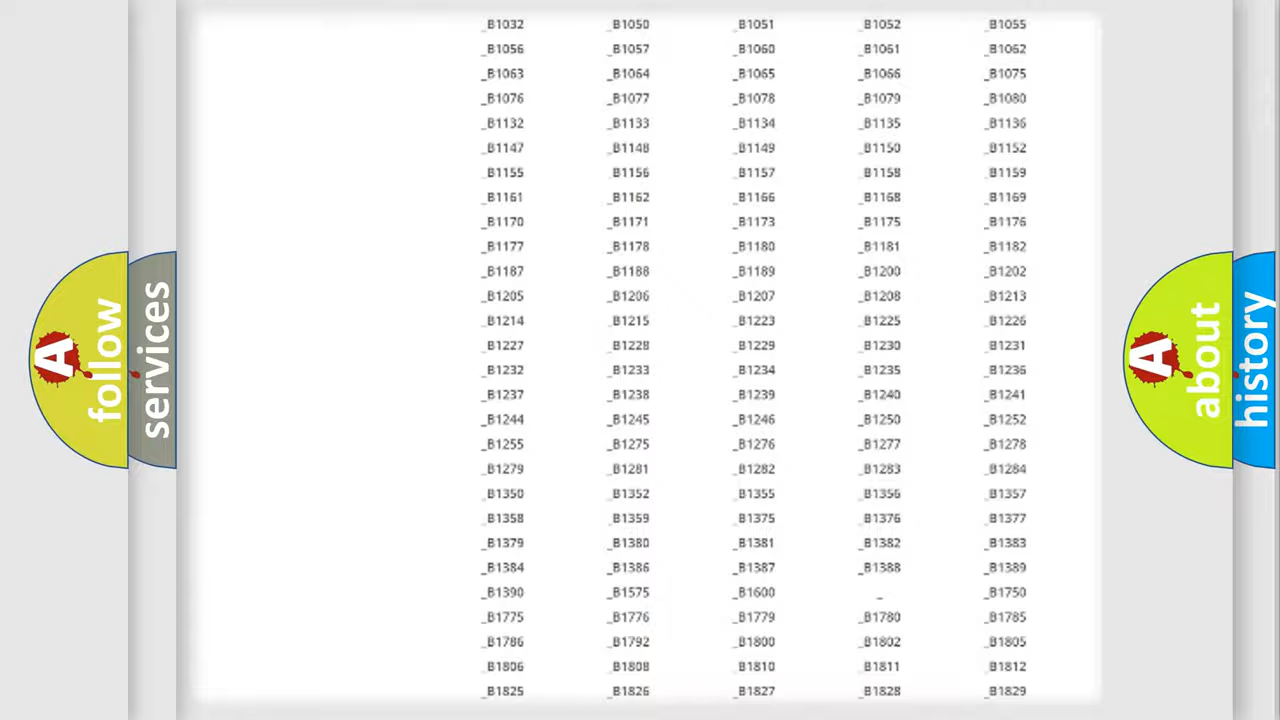 _B1032 _B1050 _B1051 _B1052 _B1055
_B1056 _B1057 _B1060 _B1061 _B1062
_B1063 _B1064 _B1065 _B1066 _B1075
_B1076 _B1077 _B1078 _B1079 _B1080
_B1132 _B1133 _B1134 _B1135 _B1136
_B1147 _B1148 _B1149 _B1150 _B1152
_B1155 _B1156 _B1157 _B1158 _B1159
_B1161 _B1162 _B1166 _B1168 _B1169
_B1170 _B1171 _B1173 _B1175 _B1176
_B1177 _B1178 _B1180 _B1181 _B1182
_B1187 _B1188 _B1189 _B1200 _B1202
_B1205 _B1206 _B1207 _B1208 _B1213
_B1214 _B1215 _B1223 _B1225 _B1226
_B1227 _B1228 _B1229 _B1230 _B1231
_B1232 _B1233 _B1234 _B1235 _B1236
_B1237 _B1238 _B1239 _B1240 _B1241
_B1244 _B1245 _B1246 _B1250 _B1252
_B1255 _B1275 _B1276 _B1277 _B1278
_B1279 _B1281 _B1282 _B1283 _B1284
_B1350 _B1352 _B1355 _B1356 _B1357
_B1358 _B1359 _B1375 _B1376 _B1377
_B1379 _B1380 _B1381 _B1382 _B1383
_B1384 _B1386 _B1387 _B1388 _B1389
_B1390 _B1575 _B1600 _ _B1750
_B1775 _B1776 _B1779 _B1780 _B1785
_B1786 _B1792 _B1800 _B1802 _B1805
_B1806 _B1808 _B1810 _B1811 _B1812
_B1825 _B1826 _B1827 _B1828 _B1829
A follow
services
A about
history